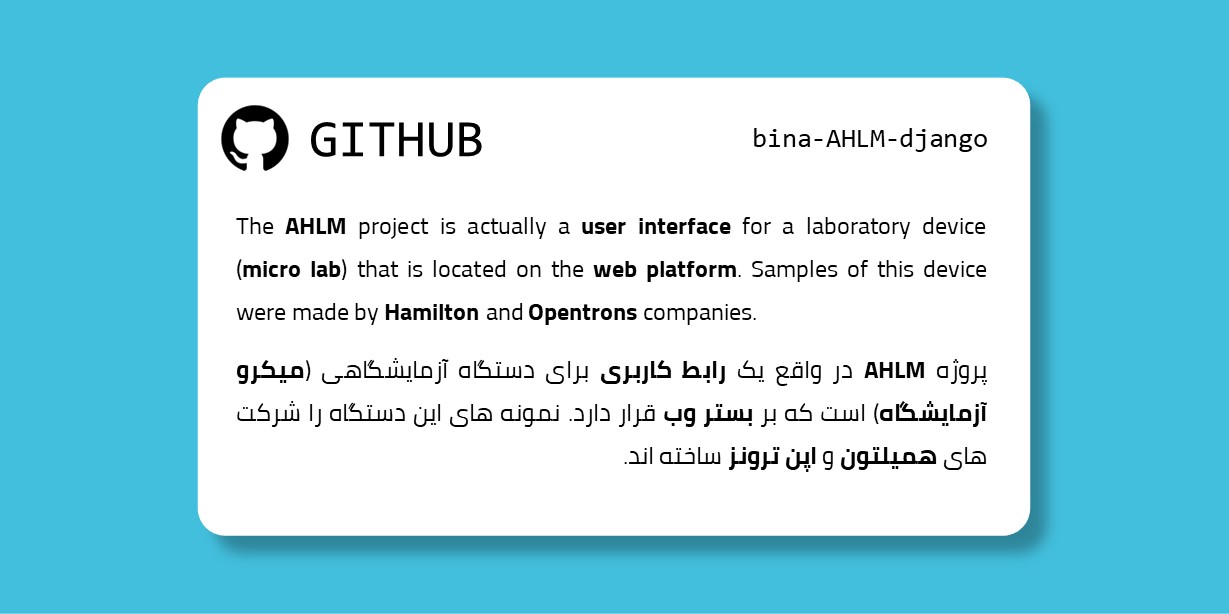 GITHUB
bina-AHLM-django
The AHLM project is actually a user interface for a laboratory device
(micro lab) that is located on the web platform. Samples of this device
were made by Hamilton and Opentrons companies.
پروژه AHLM در واقع یک رابط کاربری برای دستگاه آزمایشگاهی (میکرو
آزمایشگاه) است که بر بستر وب قرار دارد. نمونه های این دستگاه را شرکت
های همیلتون و اپن ترونز ساخته اند.